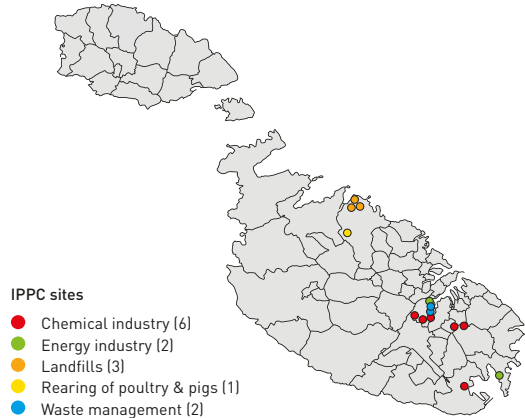 IPPC sites
Chemical industry (6)
Energy industry (2)
Landfills (3)
Rearing of poultry & pigs (1)
Waste management (2)